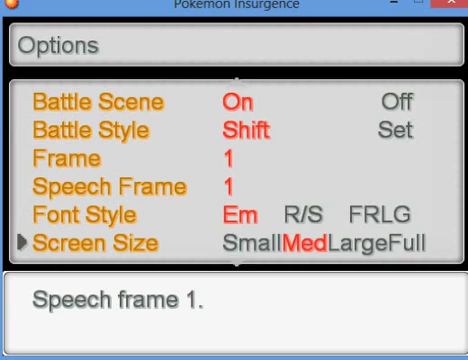 Pokemon Insurgence
Options
Battle Scene On Off
Battle Style Shift Set
Frame 1
Speech Frame 1
Font Style Em R/S FRLG
Screen Size SmallMedLargeFull
Speech frame 1.